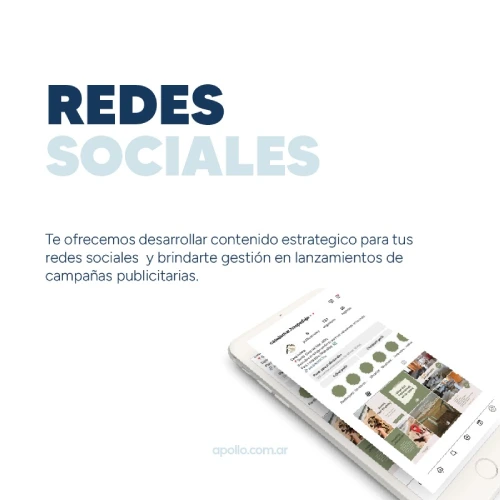 REDES
SOCIALES
Te ofrecemos desarrollar contenido estrategico para tus
redes sociales y brindarte gestión en lanzamientos de
campañas publicitarias.
apollo.com.ar